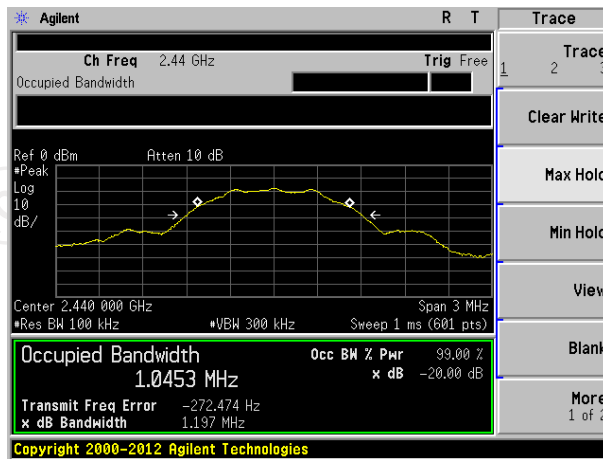 Agilent R T Trace
Ch Freq 2.44 GHz Trig Free
Occupied Bandwidth
Trace
1 2 3
Clear Write
Max Hold
Min Hold
View
Blank
More
1 of 2
Ref 0 dBm Atten 10 dB
#Peak
Log
10
dB/
Center 2.440 000 GHz Span 3 MHz
#Res BW 100 kHz #VBW 300 kHz Sweep 1 ms (601 pts)
Occupied Bandwidth Occ BW % Pwr 99.00 %
1.0453 MHz x dB -20.00 dB
Transmit Freq Error -272.474 Hz
x dB Bandwidth 1.197 MHz
Copyright 2000-2012 Agilent Technologies